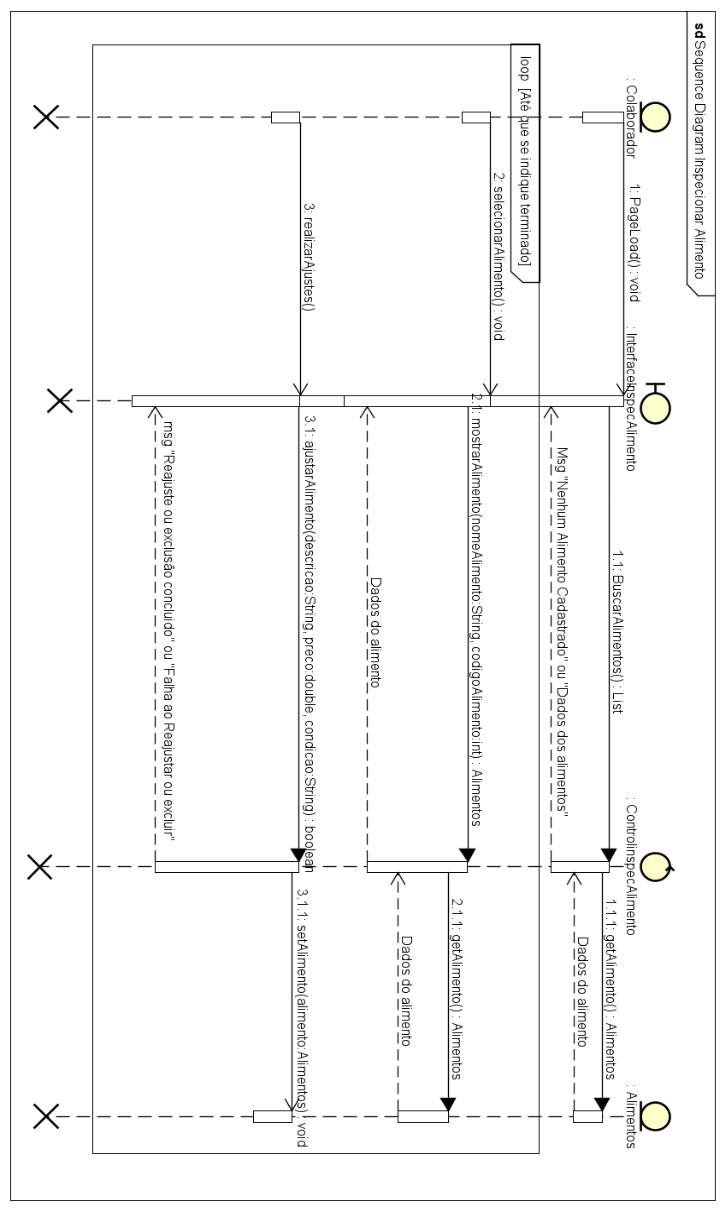 sd Sequence Diagram Inspecionar Alimento
: Colaborador
: InterfaceInspecAlimento
: ControlInspecAlimento
: Alimentos
1: PageLoad() : void
1.1: BuscarAlimentos() : List
1.1.1: getAlimento() : Alimentos
Dados do alimento
Msg "Nenhum Alimento Cadastrado" ou "Dados dos alimentos"
loop [Até que se indique terminado]
2: selecionarAlimento() : void
2.1: mostrarAlimento(nomeAlimento:String, codigoAlimento:int) : Alimentos
2.1.1: getAlimento() : Alimentos
Dados do alimento
Dados do alimento
3: realizarAjustes()
3.1: ajustarAlimento(descricao:String, preco:double, condicao:String) : boolean
3.1.1: setAlimento(alimento:Alimentos) : void
msg "Reajuste ou exclusão concluido" ou "Falha ao Reajustar ou excluir"